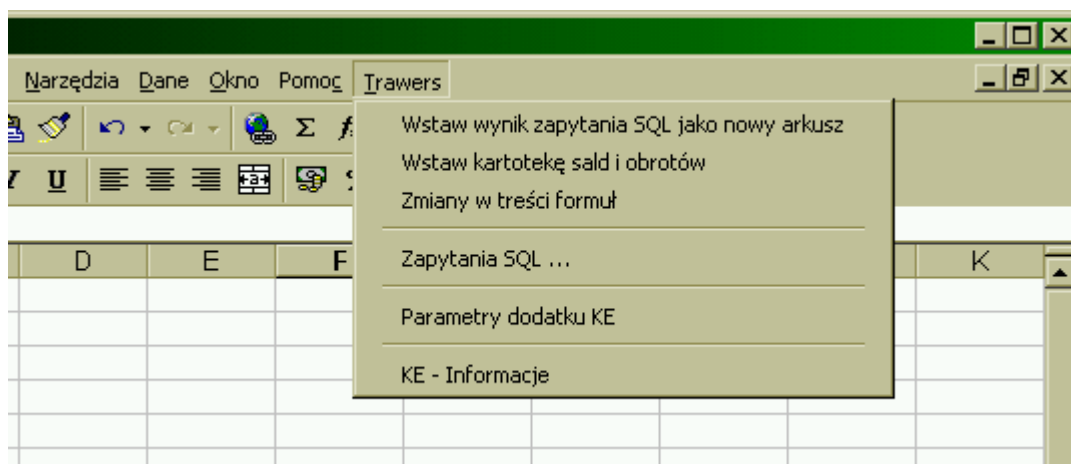 Narzędzia Dane Okno Pomoc Trawers
Σ
U
Wstaw wynik zapytania SQL jako nowy arkusz
Wstaw kartotekę sald i obrotów
Zmiany w treści formuł
Zapytania SQL ...
Parametry dodatku KE
KE - Informacje
D E F K